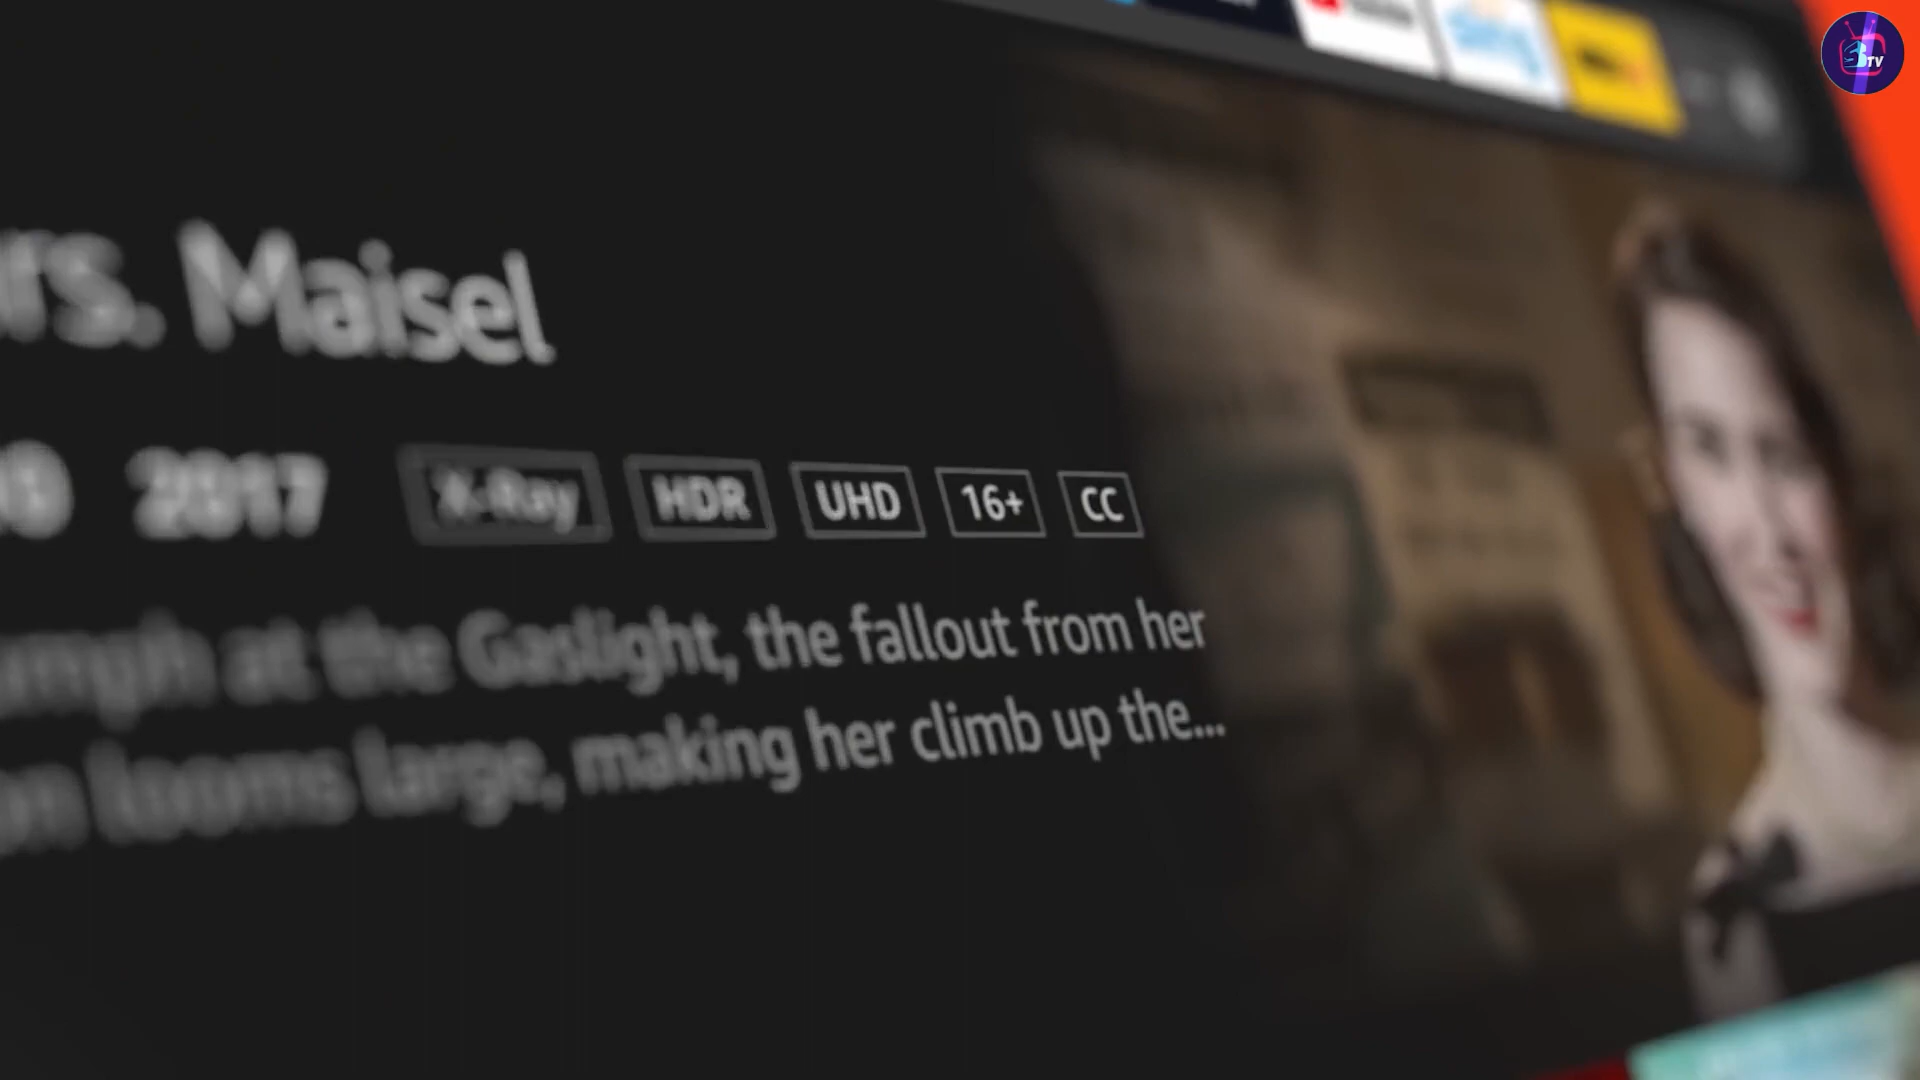 TV
rs. Maisel
2017 X-Ray HDR UHD 16+ CC
at the Gaslight, the fallout from her
looms large, making her climb up the...